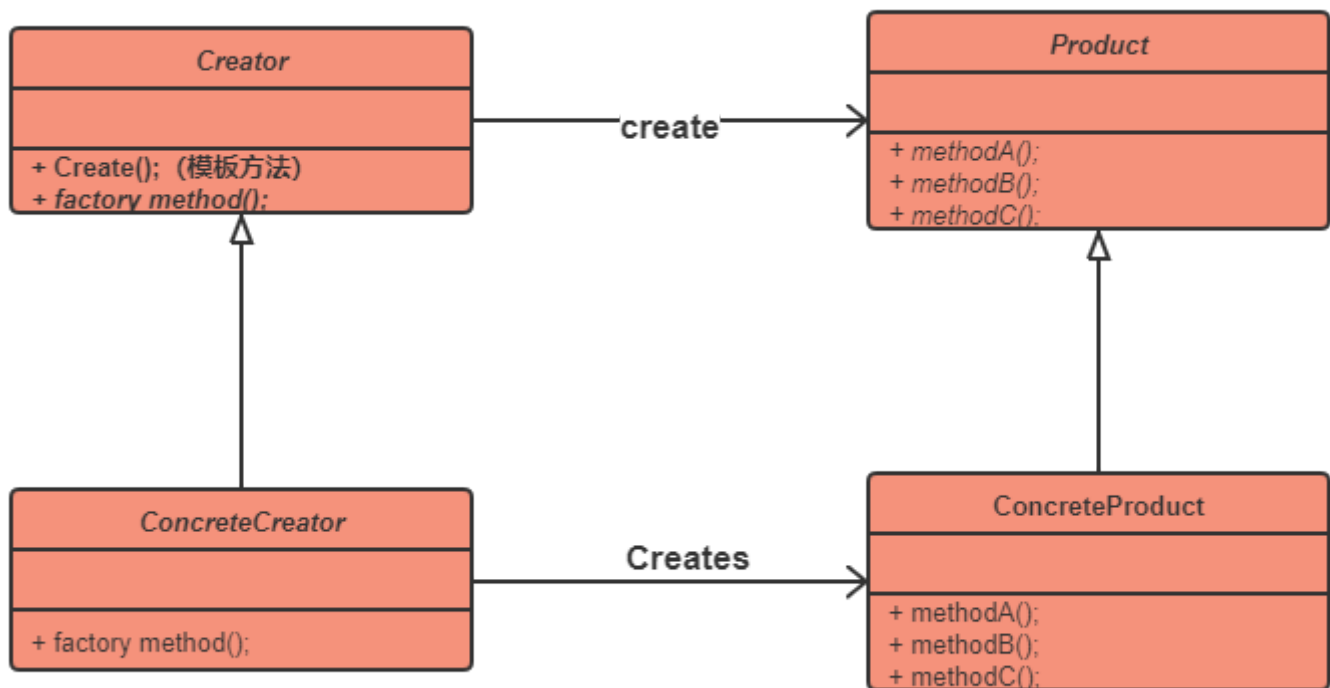 Creator
+ Create();（模板方法）
+ factory method();
create
Product
+ methodA();
+ methodB();
+ methodC();
ConcreteCreator
+ factory method();
Creates
ConcreteProduct
+ methodA();
+ methodB();
+ methodC();